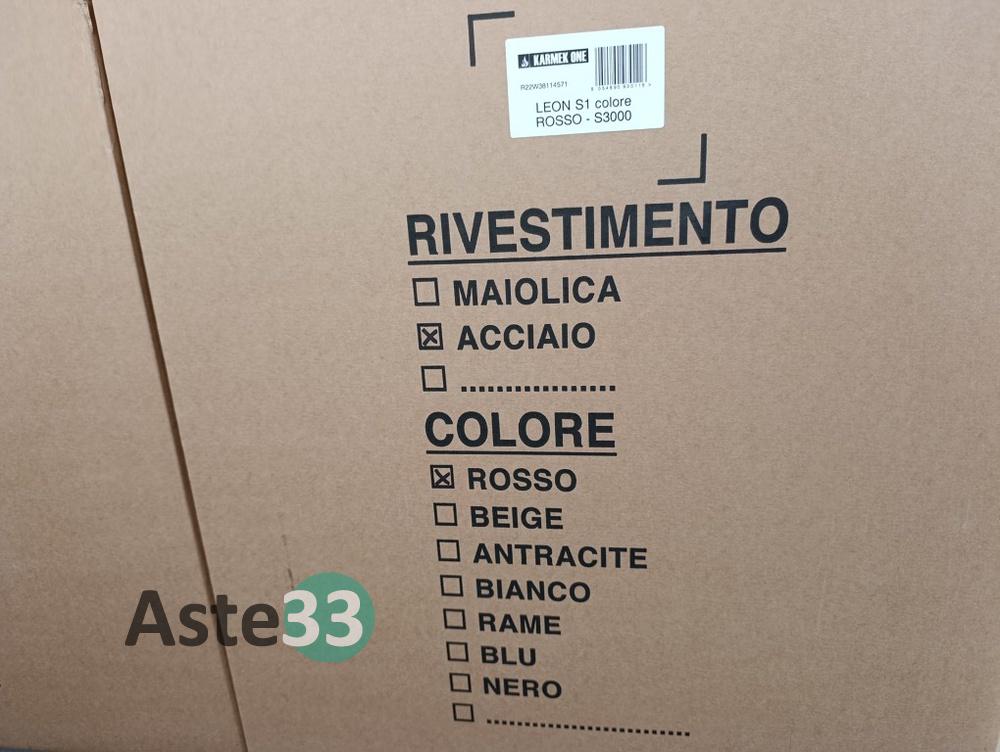 KARMEK ONE
R22W38114571
LEON S1 colore
ROSSO - S3000
RIVESTIMENTO
MAIOLICA
ACCIAIO
..................
COLORE
ROSSO
BEIGE
ANTRACITE
BIANCO
RAME
BLU
NERO
..........................
Aste33